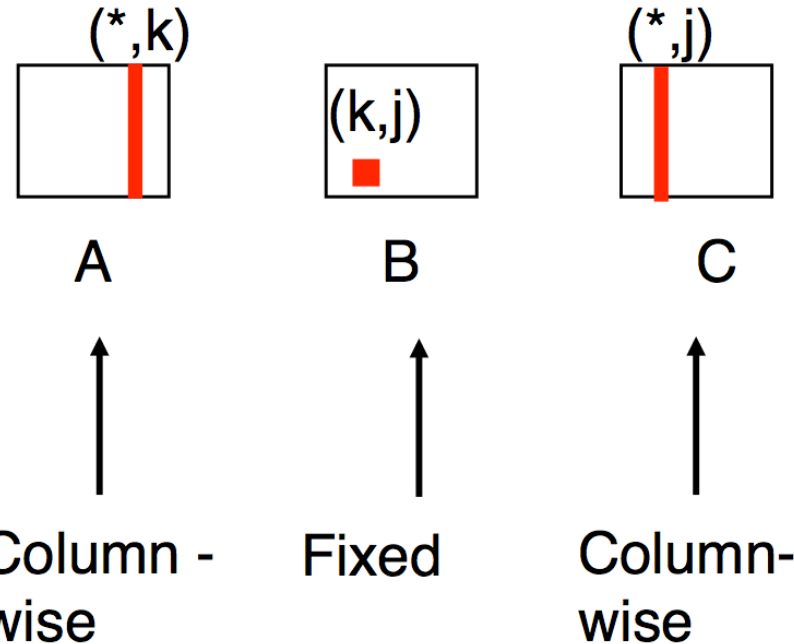 (*,k) (*,j)
(k,j)
A B C
Column - Fixed Column-
wise wise